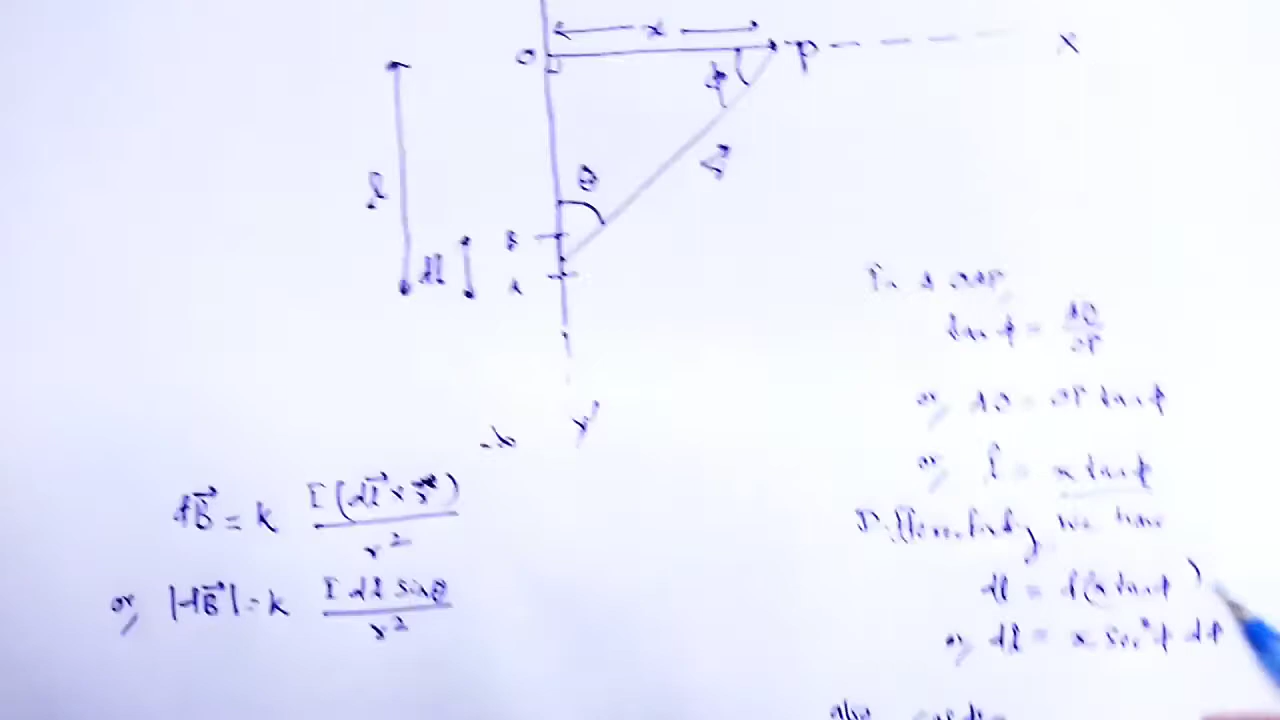 x
O
P
X
φ
r
θ
l
B
dl
A
Y'
In Δ OAP,
tan φ = AO/OP
or, AO = OP tan φ
or, l = x tan φ
Differentiating we have
dl = d(x tan φ)
or, dl = x sec²φ dφ
dB⃗ = k I(dl⃗ × r̂)/r²
or, |dB⃗| = k I dl sinθ/r²